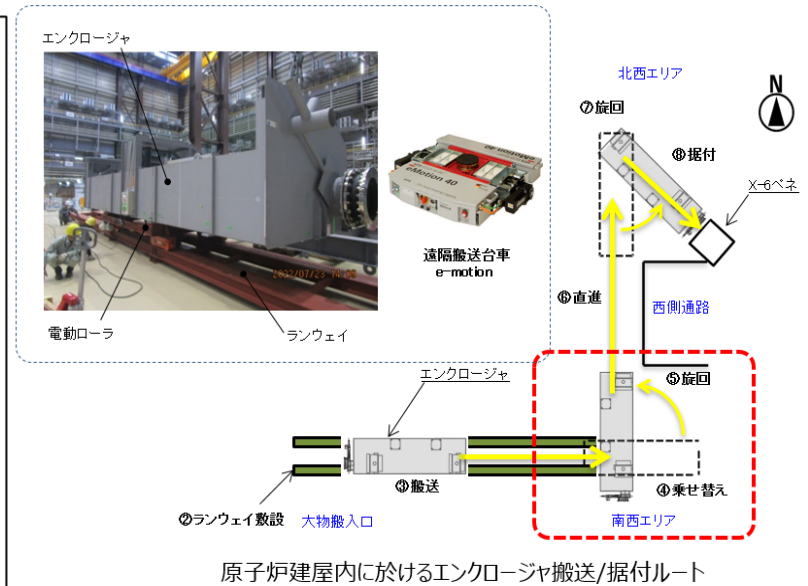 エンクロージャ
eMotion 40
2022/07/23
電動ローラ
ランウェイ
遠隔搬送台車
e-motion
北西エリア
N
⑦旋回
⑧据付
X-6ペネ
⑥直進
西側通路
エンクロージャ
⑤旋回
③搬送
④乗せ替え
②ランウェイ敷設
大物搬入口
南西エリア
原子炉建屋内に於けるエンクロージャ搬送/据付ルート